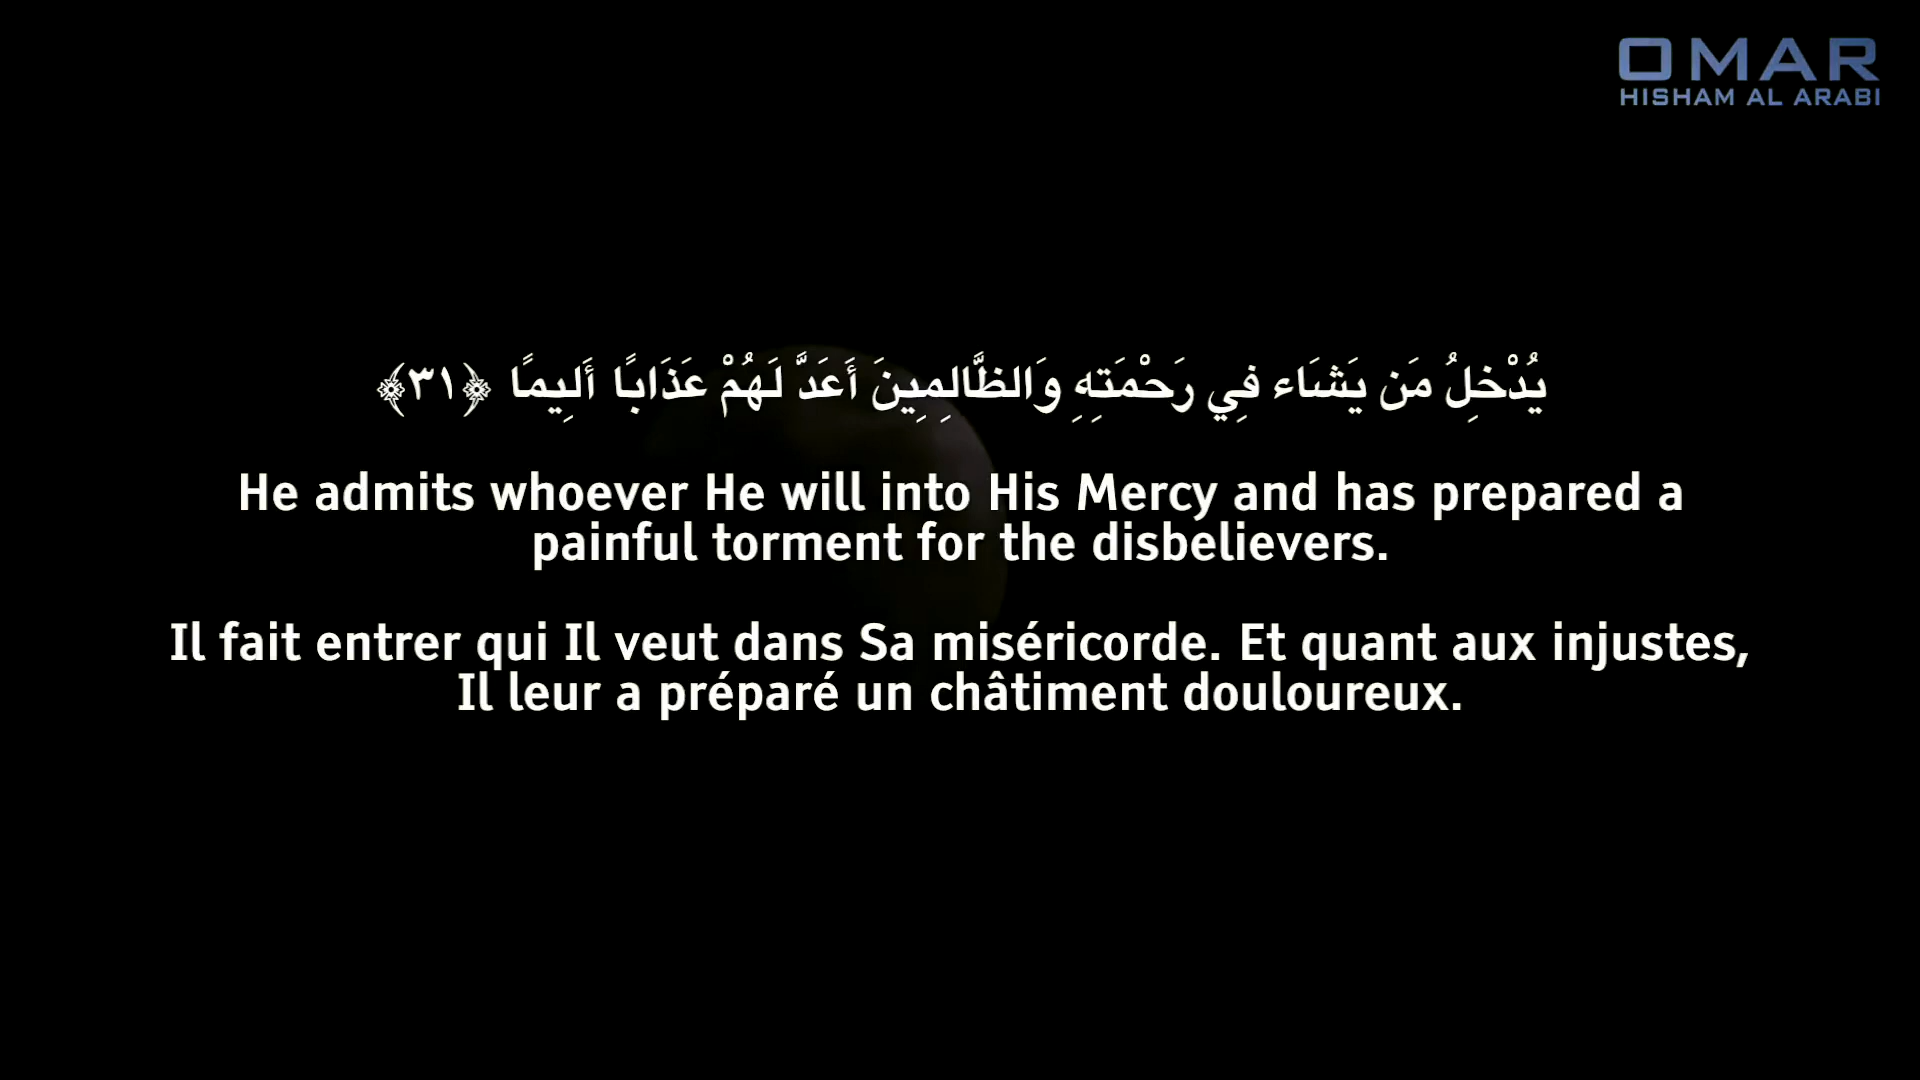 OMAR
HISHAM AL ARABI
يُدْخِلُ مَن يَشَاء فِي رَحْمَتِهِ وَالظَّالِمِينَ أَعَدَّ لَهُمْ عَذَابًا أَلِيمًا ﴿٣١﴾
He admits whoever He will into His Mercy and has prepared a
painful torment for the disbelievers.
Il fait entrer qui Il veut dans Sa miséricorde. Et quant aux injustes,
Il leur a préparé un châtiment douloureux.